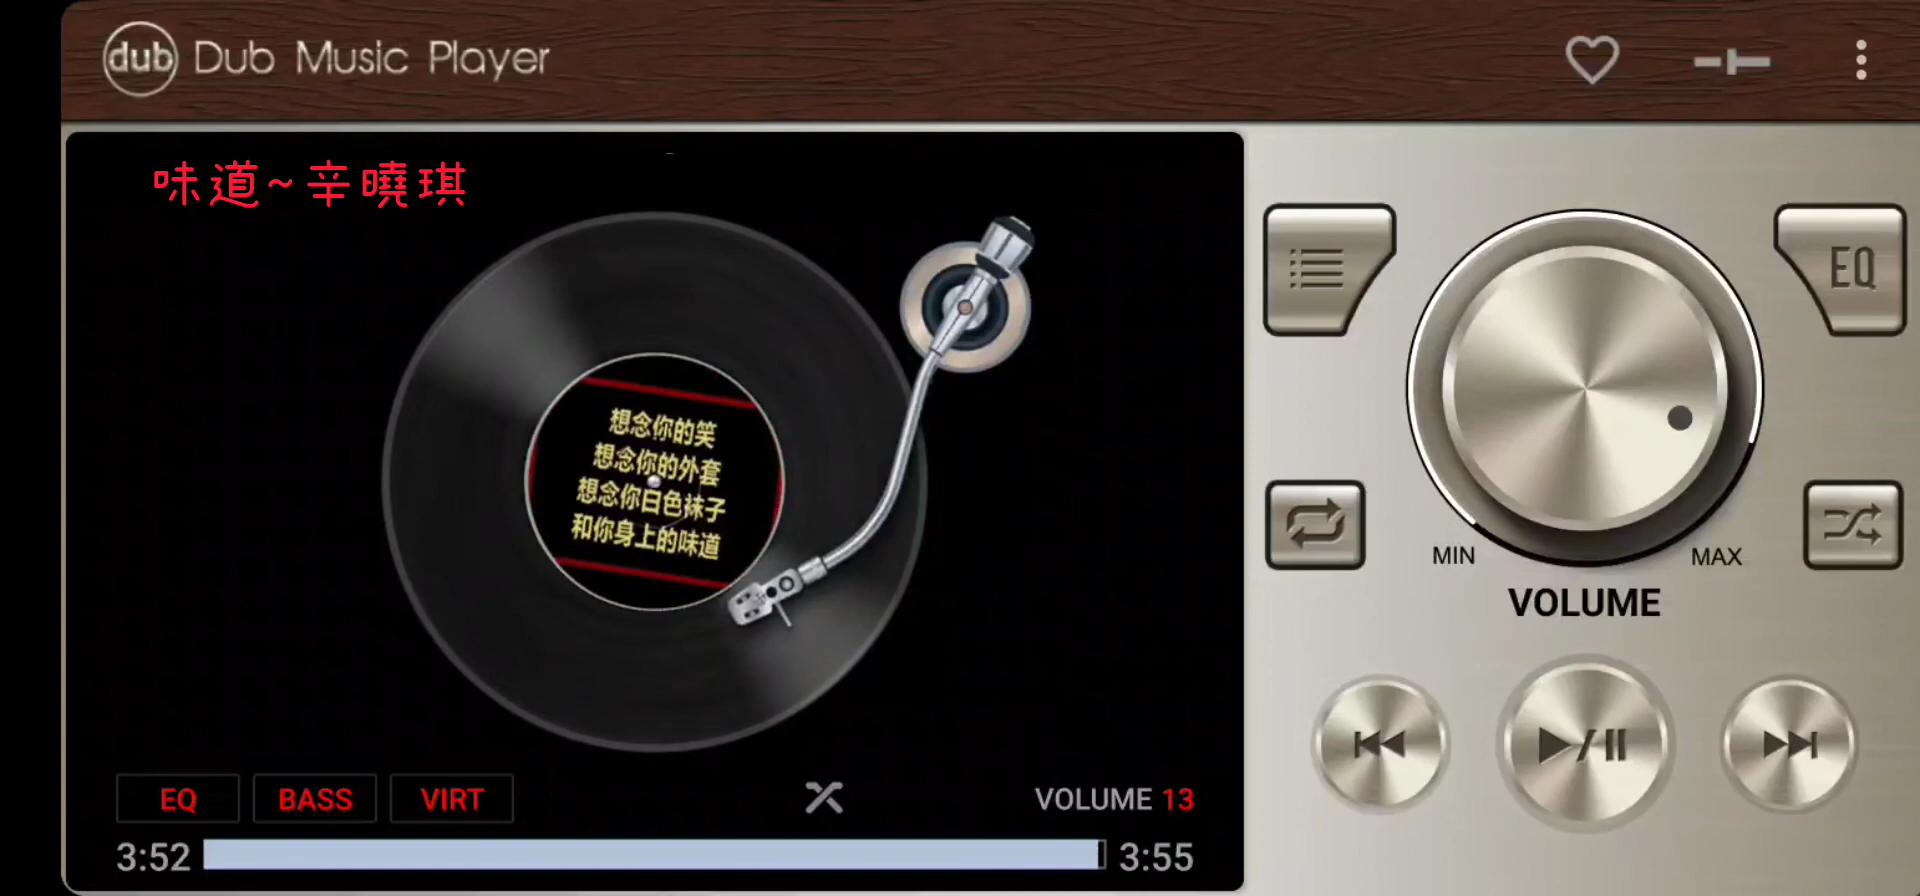 dub Dub Music Player
味道~辛曉琪
想念你的笑
想念你的外套
想念你白色袜子
和你身上的味道
EQ
MIN
MAX
VOLUME
EQ BASS VIRT
VOLUME 13
3:52
3:55